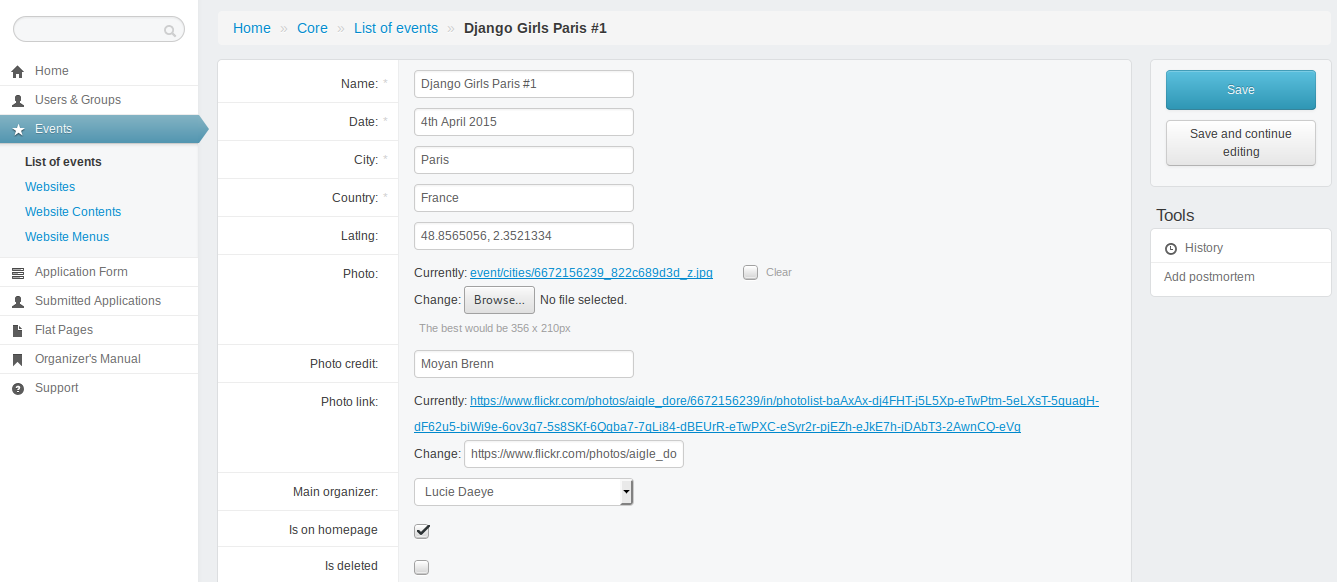 Home » Core » List of events » Django Girls Paris #1
Home
Users & Groups
Events
List of events
Websites
Website Contents
Website Menus
Application Form
Submitted Applications
Flat Pages
Organizer's Manual
Support
Name: * Django Girls Paris #1
Date: * 4th April 2015
City: * Paris
Country: * France
Latlng: 48.8565056, 2.3521334
Photo: Currently: event/cities/6672156239_822c689d3d_z.jpg Clear
Change: Browse... No file selected.
The best would be 356 x 210px
Photo credit: Moyan Brenn
Photo link: Currently: https://www.flickr.com/photos/aigle_dore/6672156239/in/photolist-baAxAx-dj4FHT-j5L5Xp-eTwPtm-5eLXsT-5quaqH-
dF62u5-biWi9e-6ov3q7-5s8SKf-6Qqba7-7qLi84-dBEUrR-eTwPXC-eSyr2r-pjEZh-eJkE7h-jDAbT3-2AwnCQ-eVg
Change: https://www.flickr.com/photos/aigle_do
Main organizer: Lucie Daeye
Is on homepage
Is deleted
Save
Save and continue
editing
Tools
History
Add postmortem